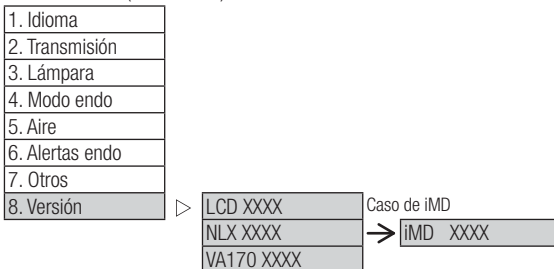 1. Idioma
2. Transmisión
3. Lámpara
4. Modo endo
5. Aire
6. Alertas endo
7. Otros
8. Versión
LCD XXXX
NLX XXXX
VA170 XXXX
Caso de iMD
iMD XXXX